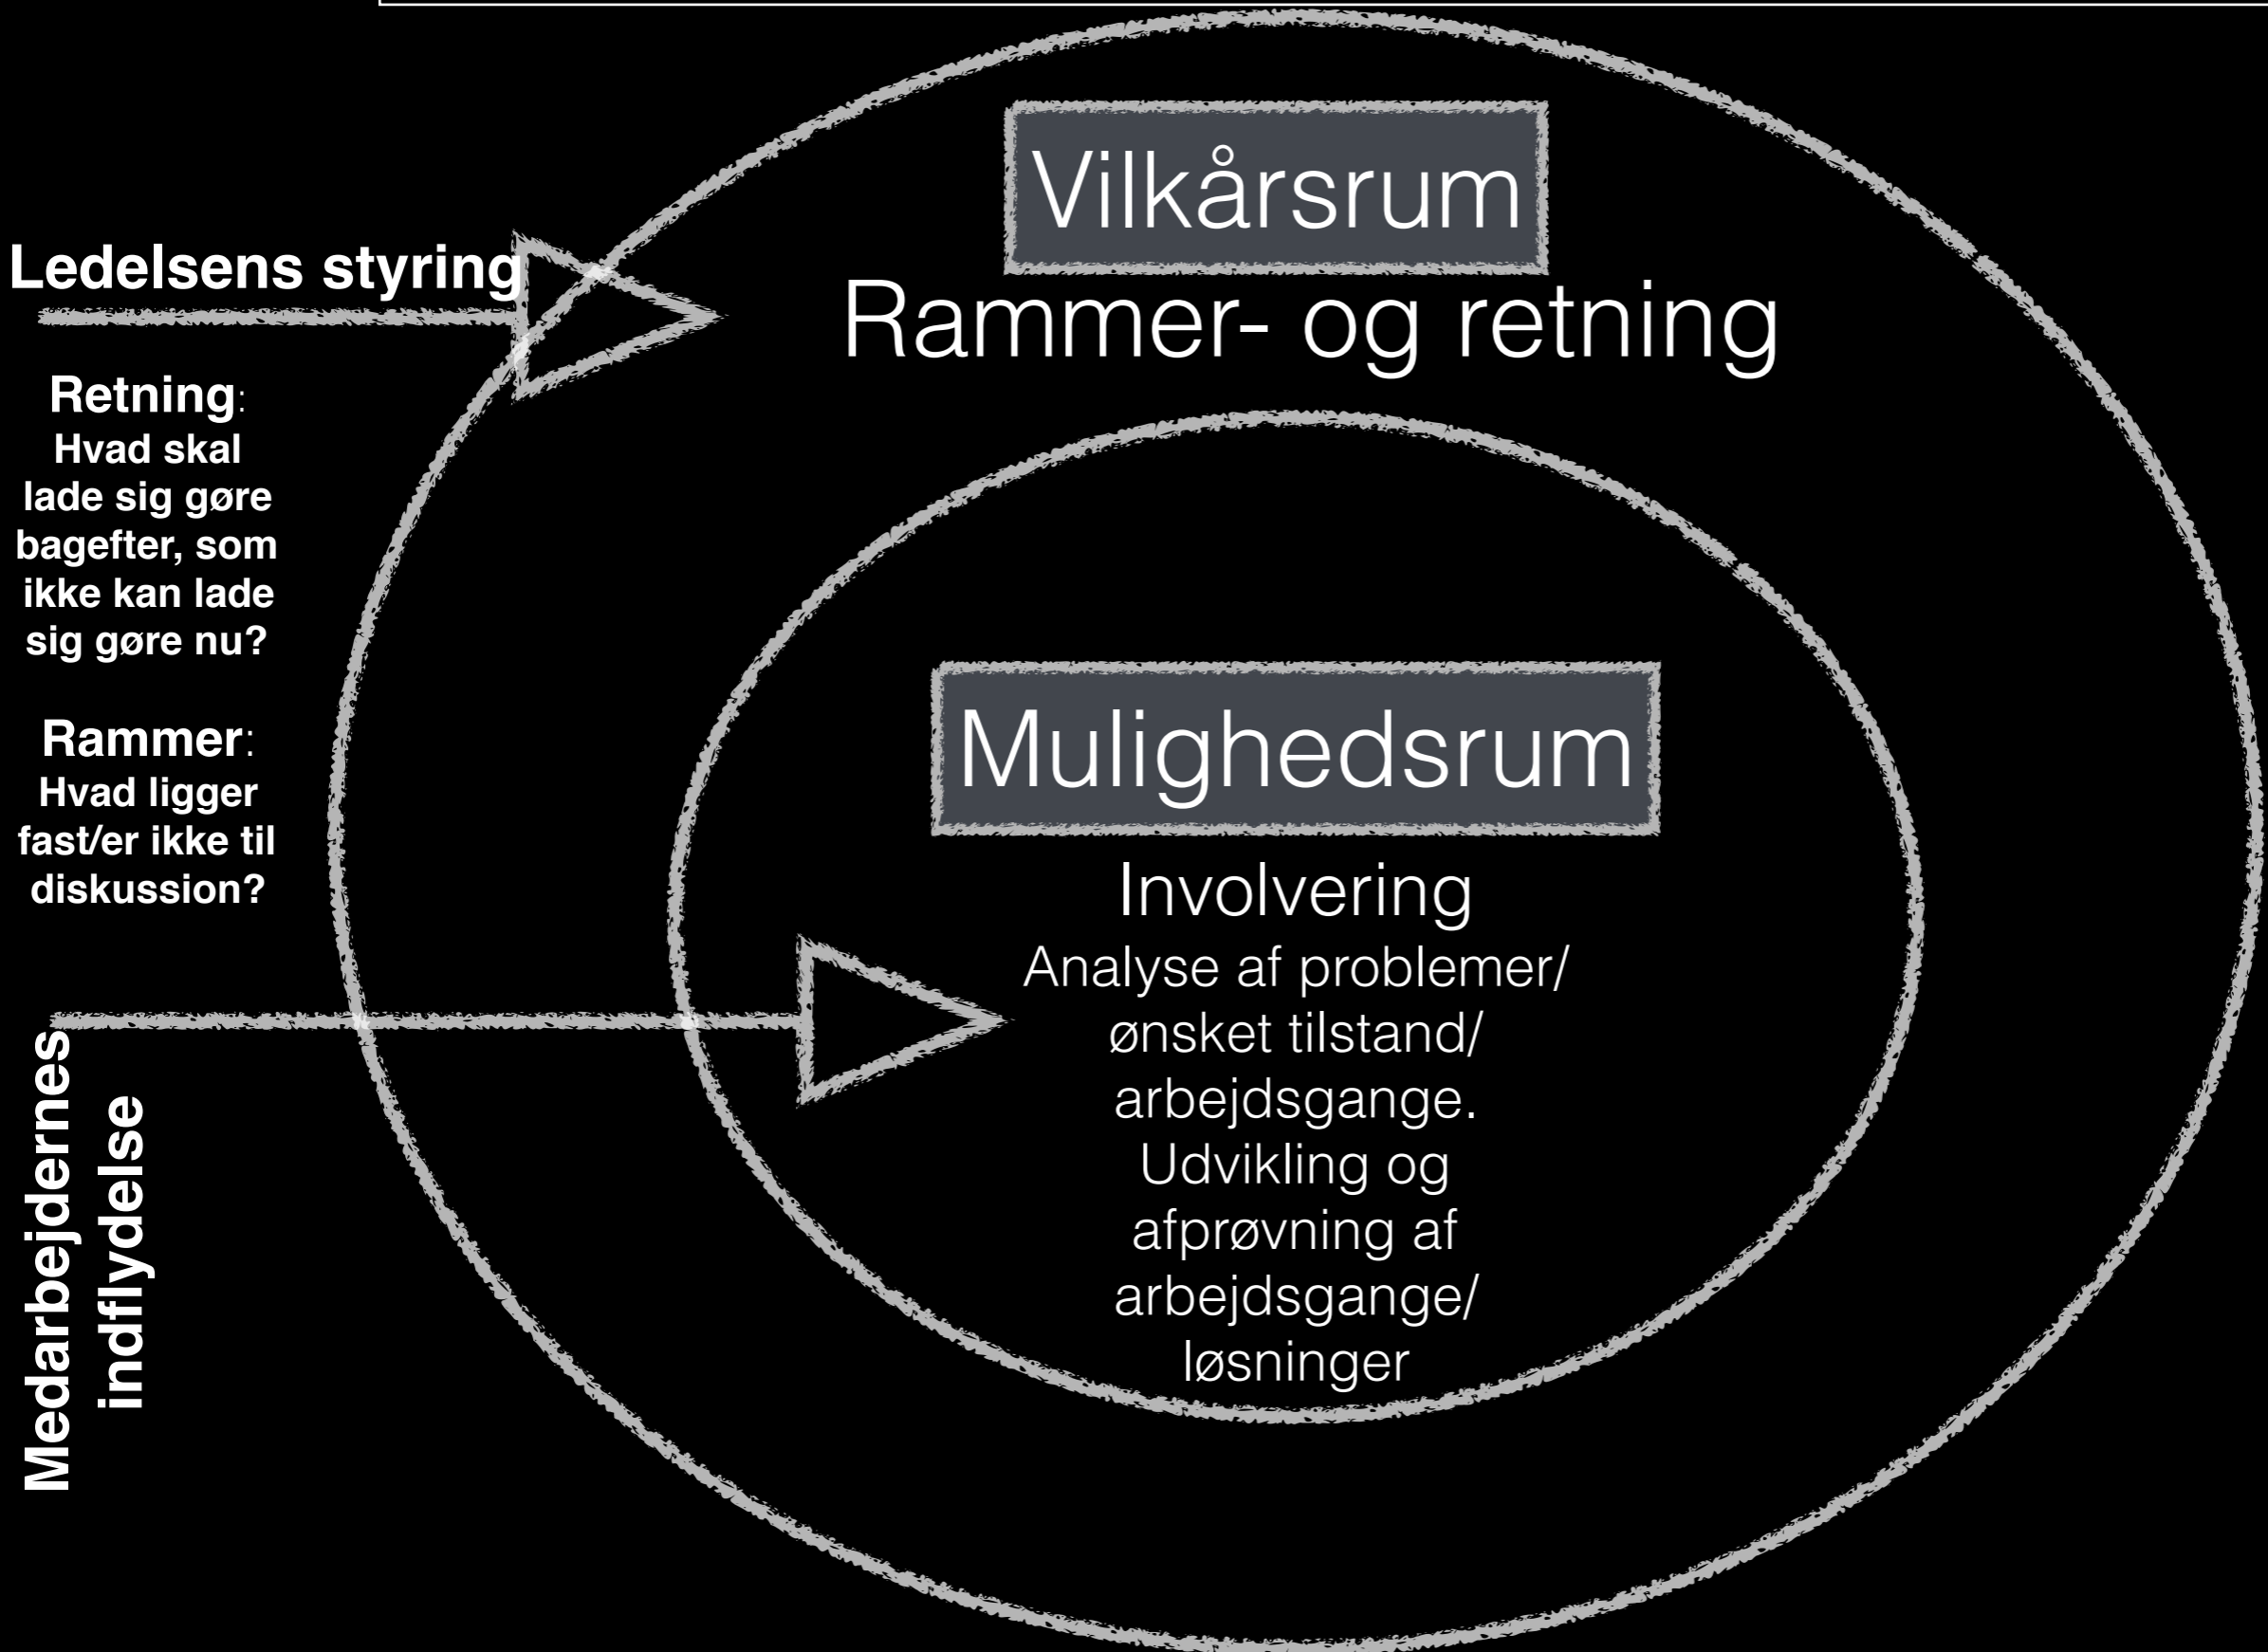 Vilkårsrum
Rammer- og retning
Ledelsens styring
Retning:
Hvad skal
lade sig gøre
bagefter, som
ikke kan lade
sig gøre nu?
Rammer:
Hvad ligger
fast/er ikke til
diskussion?
Mulighedsrum
Involvering
Analyse af problemer/
ønsket tilstand/
arbejdsgange.
Udvikling og
afprøvning af
arbejdsgange/
løsninger
Medarbejdernes
indflydelse